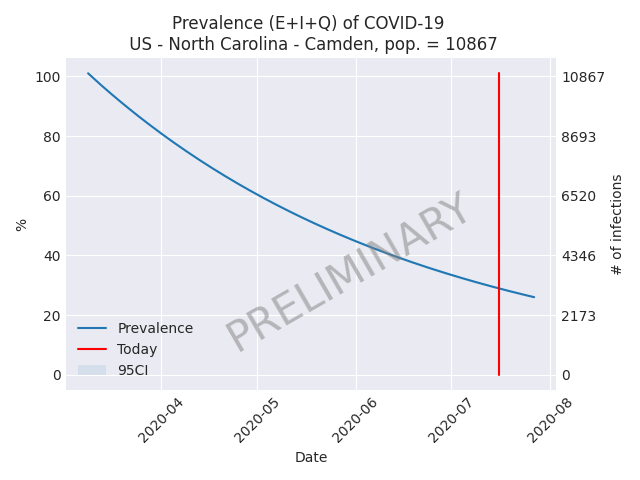 Prevalence (E+I+Q) of COVID-19
US - North Carolina - Camden, pop. = 10867
100
80
60
40
20
0
%
10867
8693
6520
4346
2173
0
# of infections
PRELIMINARY
Prevalence
Today
95CI
2020-04
2020-05
2020-06
2020-07
2020-08
Date